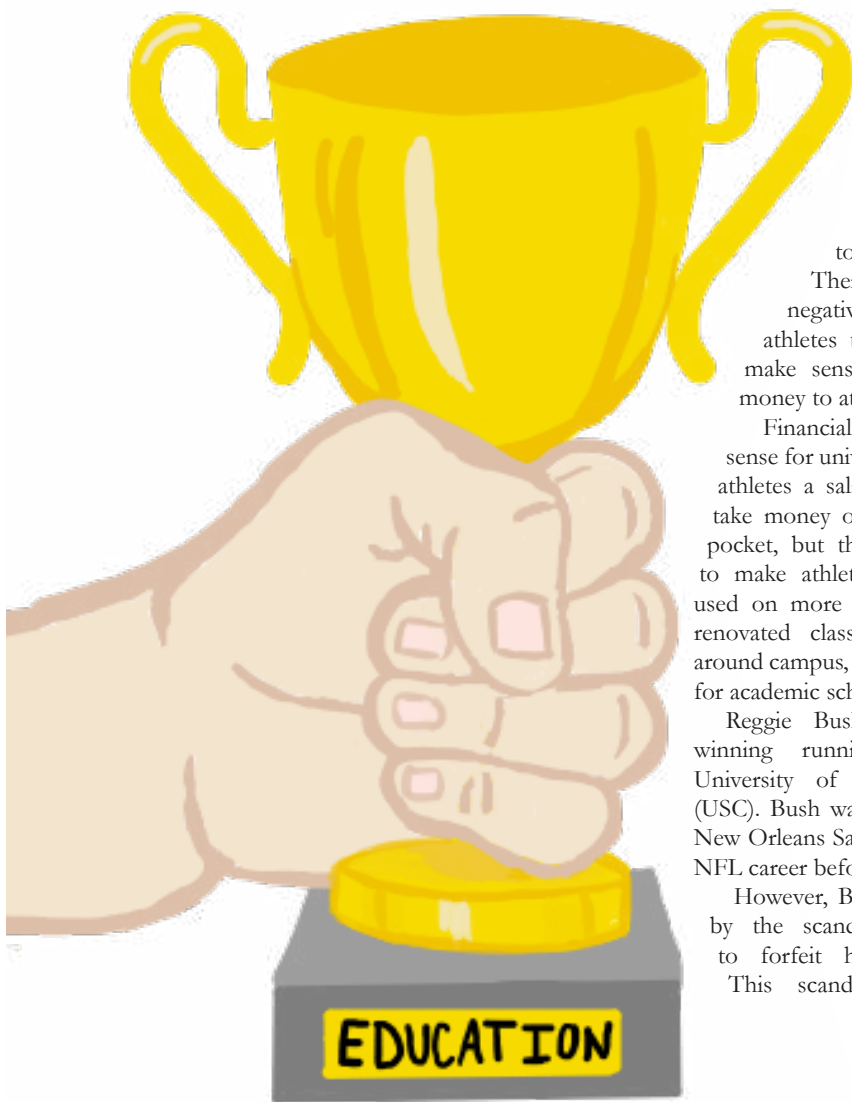 to
negativ
athletes t
make sens
money to at
Financial
sense for univ
athletes a sal
take money o
pocket, but th
to make athlet
used on more
renovated class
around campus,
for academic sch
Reggie Bus
winning runni
University of
(USC). Bush wa
New Orleans Sa
NFL career befo
However, B
by the scand
to forfeit h
This scand
EDUCATION